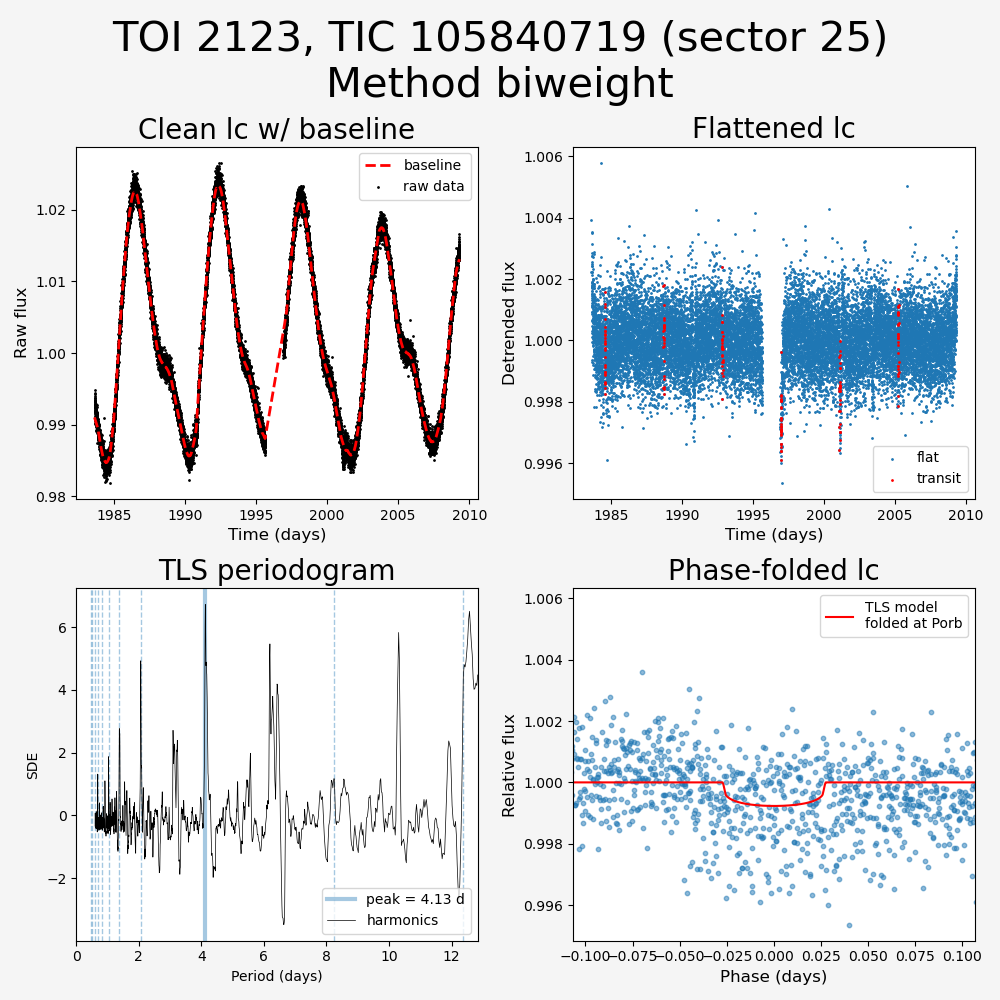 TOI 2123, TIC 105840719 (sector 25)
Method biweight
Clean lc w/ baseline
Raw flux
1.02
1.01
1.00
0.99
0.98
baseline
raw data
1985
1990
1995
2000
2005
2010
Time (days)
Flattened lc
Detrended flux
1.006
1.004
1.002
1.000
0.998
0.996
flat
transit
1985
1990
1995
2000
2005
2010
Time (days)
TLS periodogram
SDE
6
4
2
0
−2
peak = 4.13 d
harmonics
0
2
4
6
8
10
12
Period (days)
Phase-folded lc
Relative flux
1.006
1.004
1.002
1.000
0.998
0.996
TLS model
folded at Porb
−0.100
−0.075
−0.050
−0.025
0.000
0.025
0.050
0.075
0.100
Phase (days)